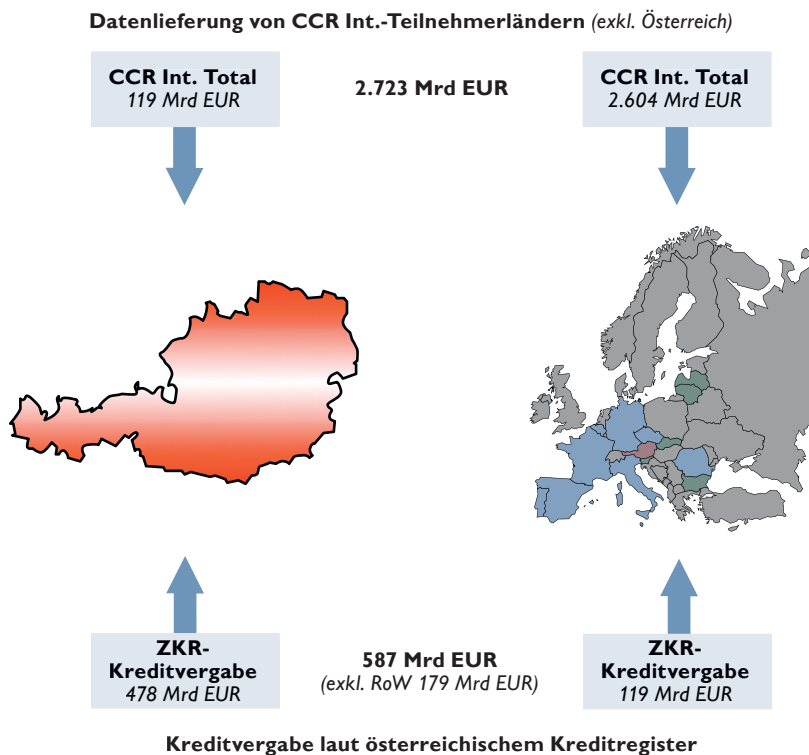 Datenlieferung von CCR Int.-Teilnehmerländern (exkl. Österreich)
CCR Int. Total
119 Mrd EUR
2.723 Mrd EUR
CCR Int. Total
2.604 Mrd EUR
ZKR-
Kreditvergabe
478 Mrd EUR
587 Mrd EUR
(exkl. RoW 179 Mrd EUR)
ZKR-
Kreditvergabe
119 Mrd EUR
Kreditvergabe laut österreichischem Kreditregister